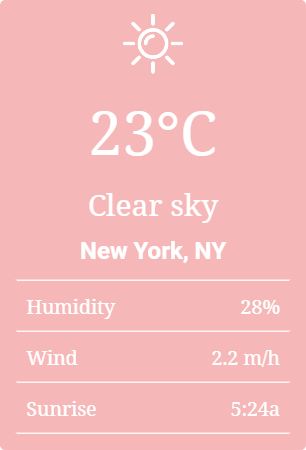 23°C
Clear sky
New York, NY
Humidity 28%
Wind 2.2 m/h
Sunrise 5:24a